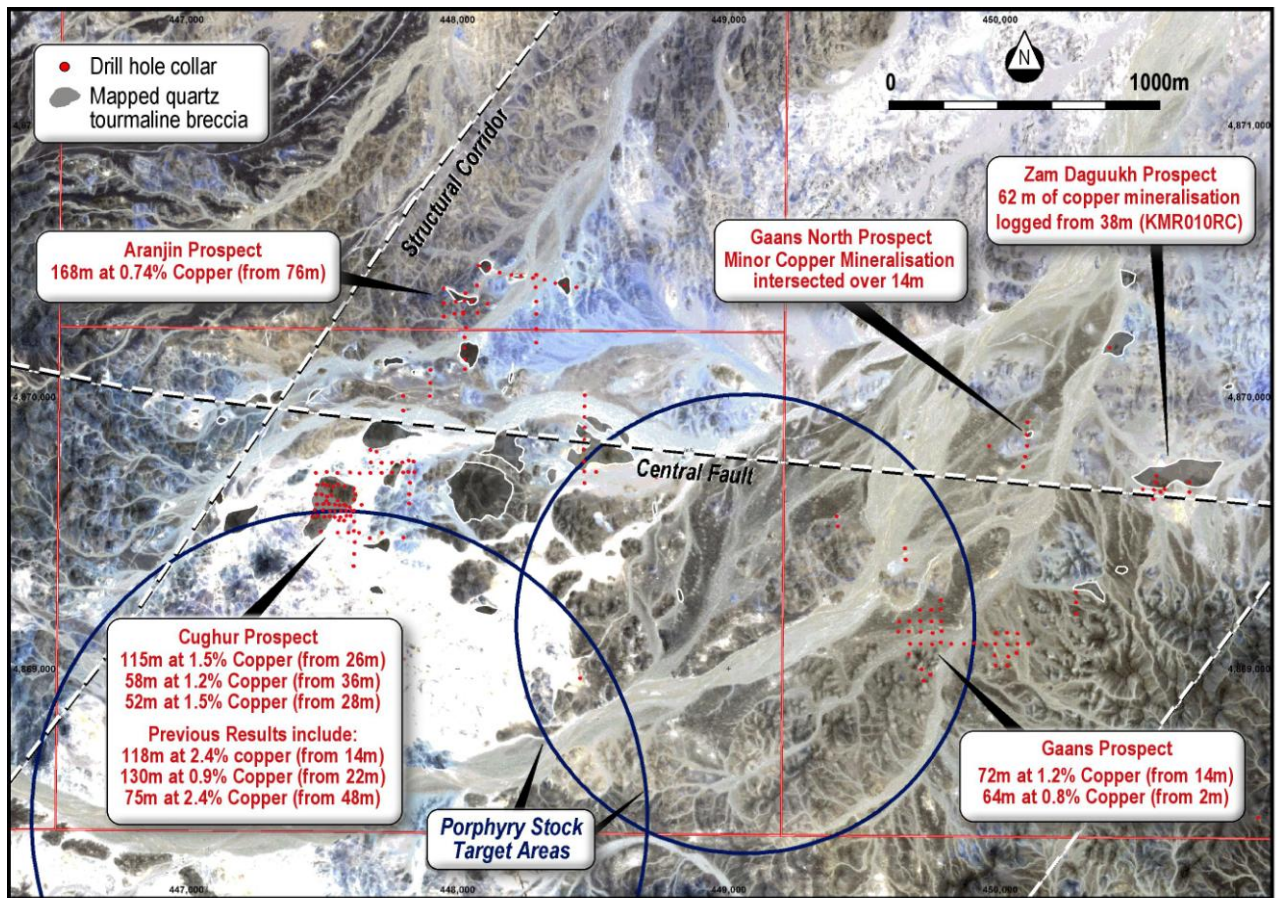 447,000
448,000
449,000
450,000
Drill hole collar
Mapped quartz
tourmaline breccia
N
0
1000m
4,871,000
Structural Corridor
Zam Daguukh Prospect
62 m of copper mineralisation
logged from 38m (KMR010RC)
Gaans North Prospect
Minor Copper Mineralisation
intersected over 14m
Aranjin Prospect
168m at 0.74% Copper (from 76m)
4,870,000
4,870,000
Central Fault
Cughur Prospect
115m at 1.5% Copper (from 26m)
58m at 1.2% Copper (from 36m)
52m at 1.5% Copper (from 28m)
Previous Results include:
118m at 2.4% copper (from 14m)
130m at 0.9% Copper (from 22m)
75m at 2.4% Copper (from 48m)
4,869,000
4,869,000
Gaans Prospect
72m at 1.2% Copper (from 14m)
64m at 0.8% Copper (from 2m)
Porphyry Stock
Target Areas
447,000
448,000
449,000
450,000